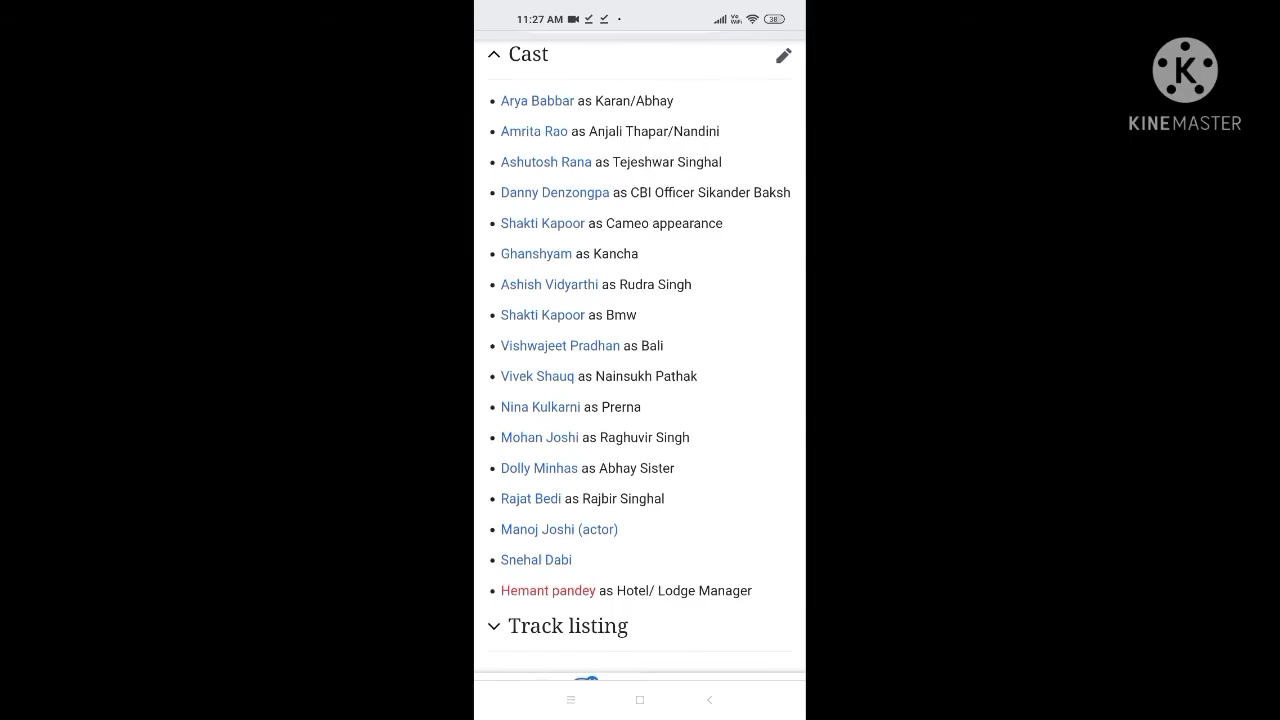 11:27 AM
Vo
WiFi
38
Cast
K
KINEMASTER
• Arya Babbar as Karan/Abhay
• Amrita Rao as Anjali Thapar/Nandini
• Ashutosh Rana as Tejeshwar Singhal
• Danny Denzongpa as CBI Officer Sikander Baksh
• Shakti Kapoor as Cameo appearance
• Ghanshyam as Kancha
• Ashish Vidyarthi as Rudra Singh
• Shakti Kapoor as Bmw
• Vishwajeet Pradhan as Bali
• Vivek Shauq as Nainsukh Pathak
• Nina Kulkarni as Prerna
• Mohan Joshi as Raghuvir Singh
• Dolly Minhas as Abhay Sister
• Rajat Bedi as Rajbir Singhal
• Manoj Joshi (actor)
• Snehal Dabi
• Hemant pandey as Hotel/ Lodge Manager
Track listing